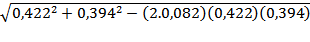 √0,422² + 0,394² − (2.0,082)(0,422)(0,394)